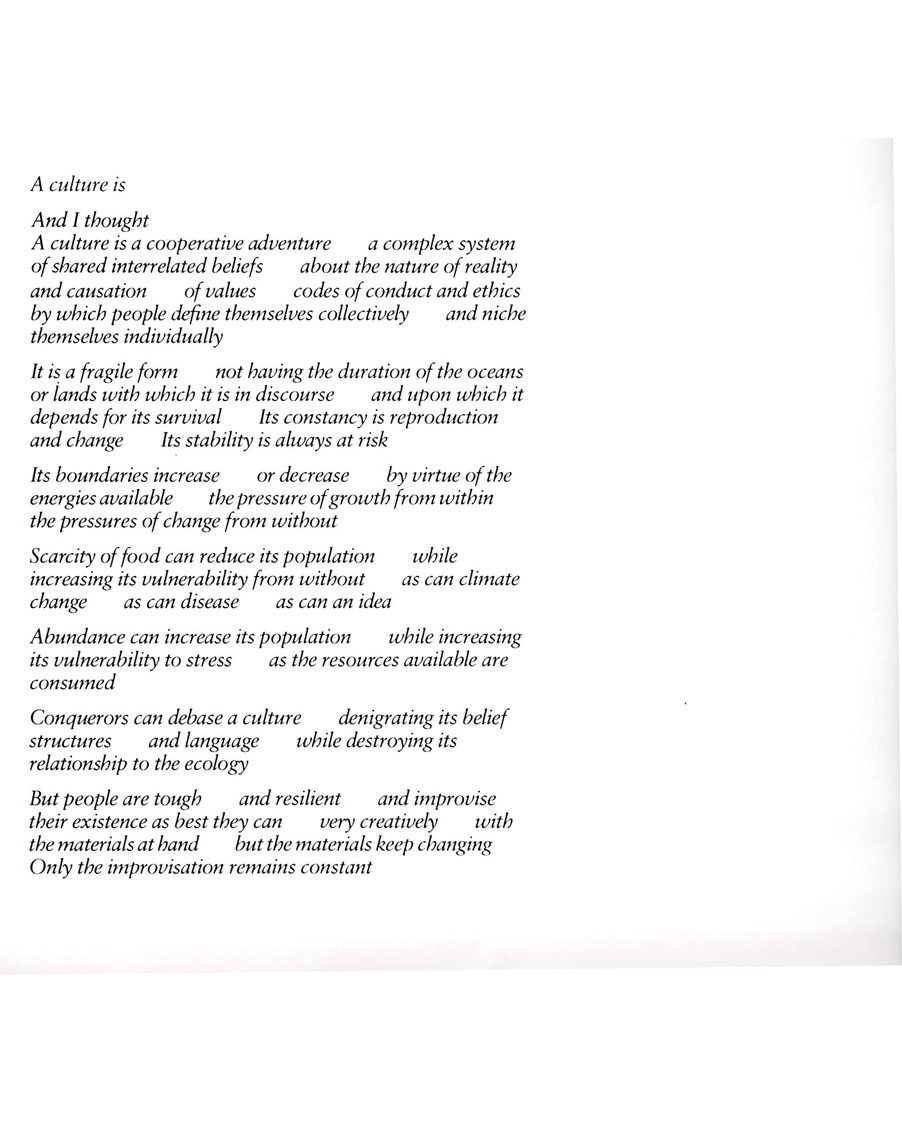 A culture is
And I thought
A culture is a cooperative adventure a complex system
of shared interrelated beliefs about the nature of reality
and causation of values codes of conduct and ethics
by which people define themselves collectively and niche
themselves individually
It is a fragile form not having the duration of the oceans
or lands with which it is in discourse and upon which it
depends for its survival Its constancy is reproduction
and change Its stability is always at risk
Its boundaries increase or decrease by virtue of the
energies available the pressure of growth from within
the pressures of change from without
Scarcity of food can reduce its population while
increasing its vulnerability from without as can climate
change as can disease as can an idea
Abundance can increase its population while increasing
its vulnerability to stress as the resources available are
consumed
Conquerors can debase a culture denigrating its belief
structures and language while destroying its
relationship to the ecology
But people are tough and resilient and improvise
their existence as best they can very creatively with
the materials at hand but the materials keep changing
Only the improvisation remains constant